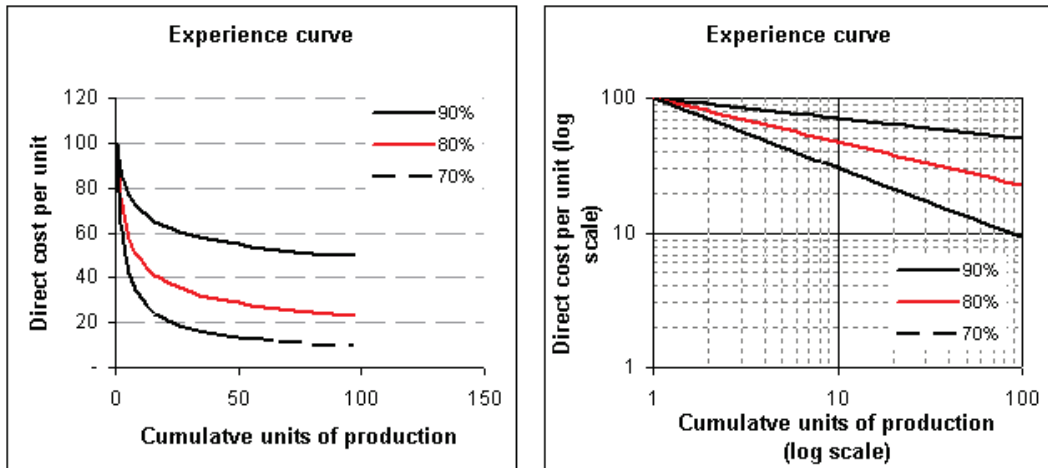 Experience curve
120
100
80
60
40
20
-
0
50
100
150
90%
80%
70%
Direct cost per unit
Cumulatve units of production
Experience curve
100
10
1
1
10
100
90%
80%
70%
Direct cost per unit (log
scale)
Cumulatve units of production
(log scale)